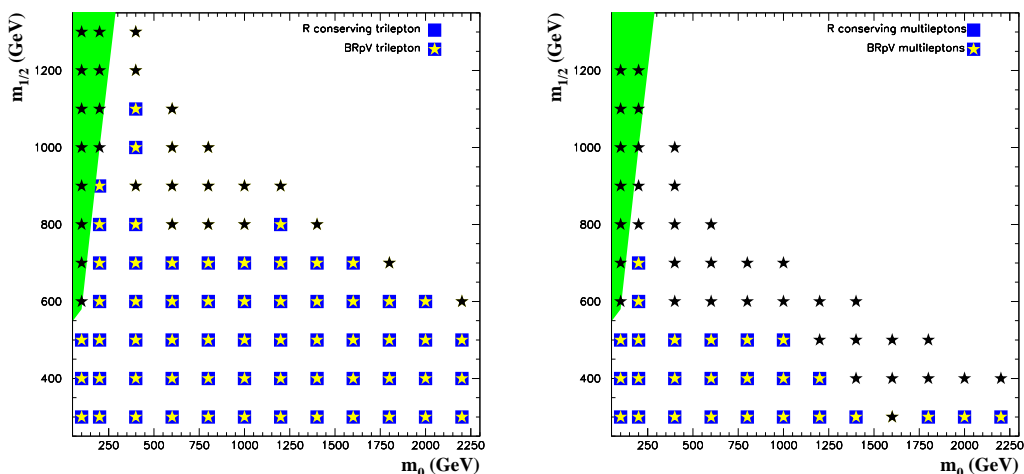 m1/2 (GeV)
R conserving trilepton
BRpV trilepton
1200
1000
800
600
400
250 500 750 1000 1250 1500 1750 2000 2250
m0 (GeV)
m1/2 (GeV)
R conserving multileptons
BRpV multileptons
1200
1000
800
600
400
250 500 750 1000 1250 1500 1750 2000 2250
m0 (GeV)